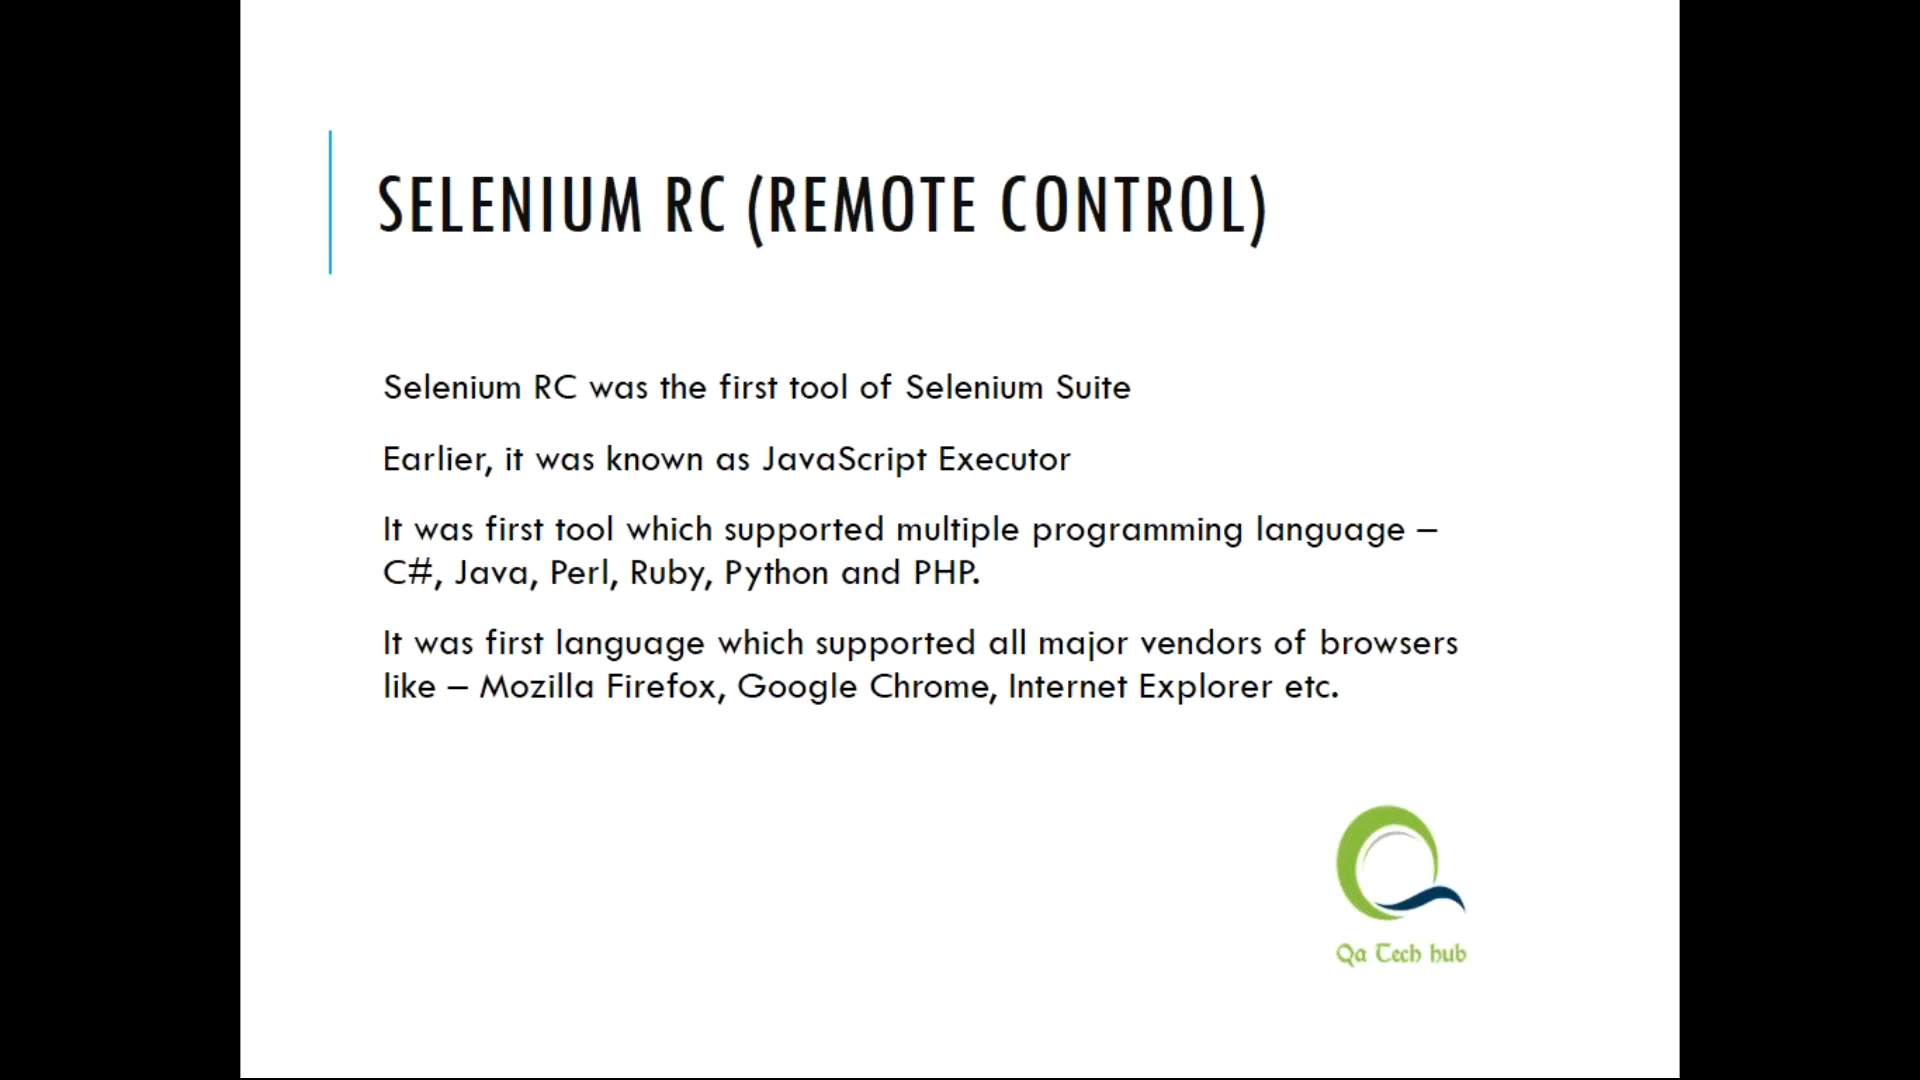 SELENIUM RC (REMOTE CONTROL)
Selenium RC was the first tool of Selenium Suite
Earlier, it was known as JavaScript Executor
It was first tool which supported multiple programming language –
C#, Java, Perl, Ruby, Python and PHP.
It was first language which supported all major vendors of browsers
like – Mozilla Firefox, Google Chrome, Internet Explorer etc.
Qa Tech hub